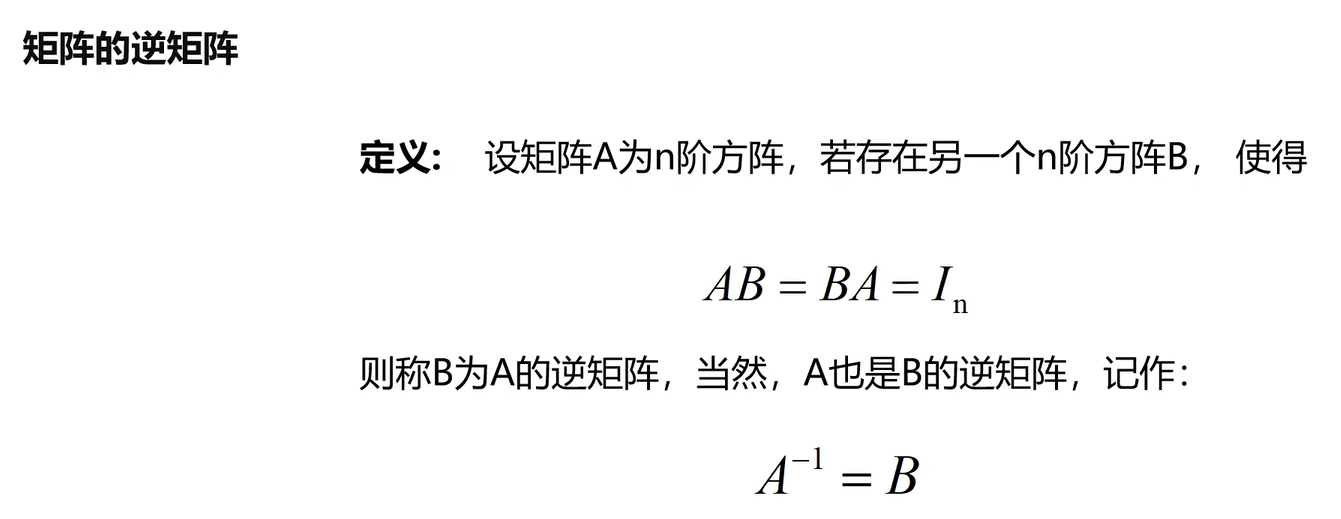 矩阵的逆矩阵
定义： 设矩阵A为n阶方阵，若存在另一个n阶方阵B， 使得
AB = BA = Iₙ
则称B为A的逆矩阵，当然，A也是B的逆矩阵，记作：
A⁻¹ = B